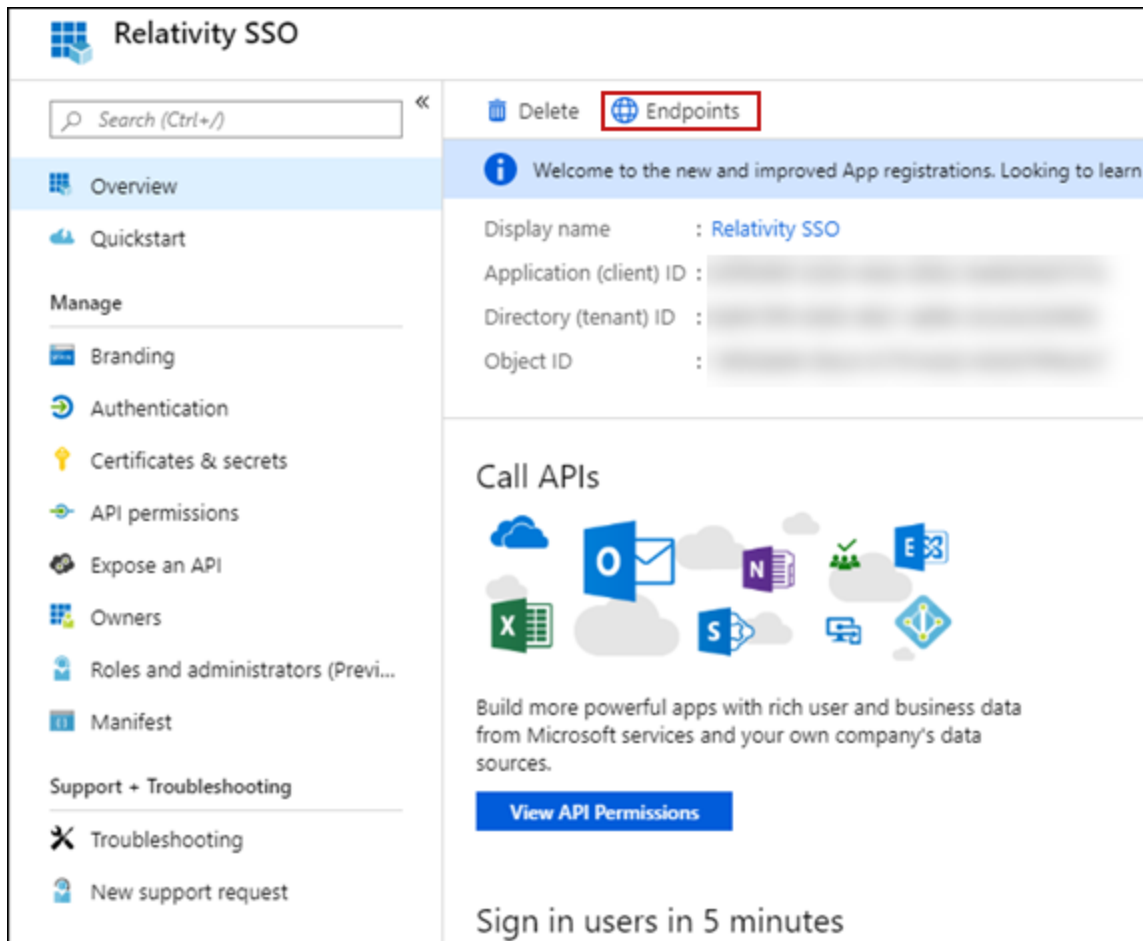 Relativity SSO
Search (Ctrl+/)
«
Overview
Quickstart
Manage
Branding
Authentication
Certificates & secrets
API permissions
Expose an API
Owners
Roles and administrators (Previ...
Manifest
Support + Troubleshooting
Troubleshooting
New support request
Delete
Endpoints
Welcome to the new and improved App registrations. Looking to learn
Display name : Relativity SSO
Application (client) ID :
Directory (tenant) ID :
Object ID :
Call APIs
O
N
E
X
S
Build more powerful apps with rich user and business data
from Microsoft services and your own company's data
sources.
View API Permissions
Sign in users in 5 minutes